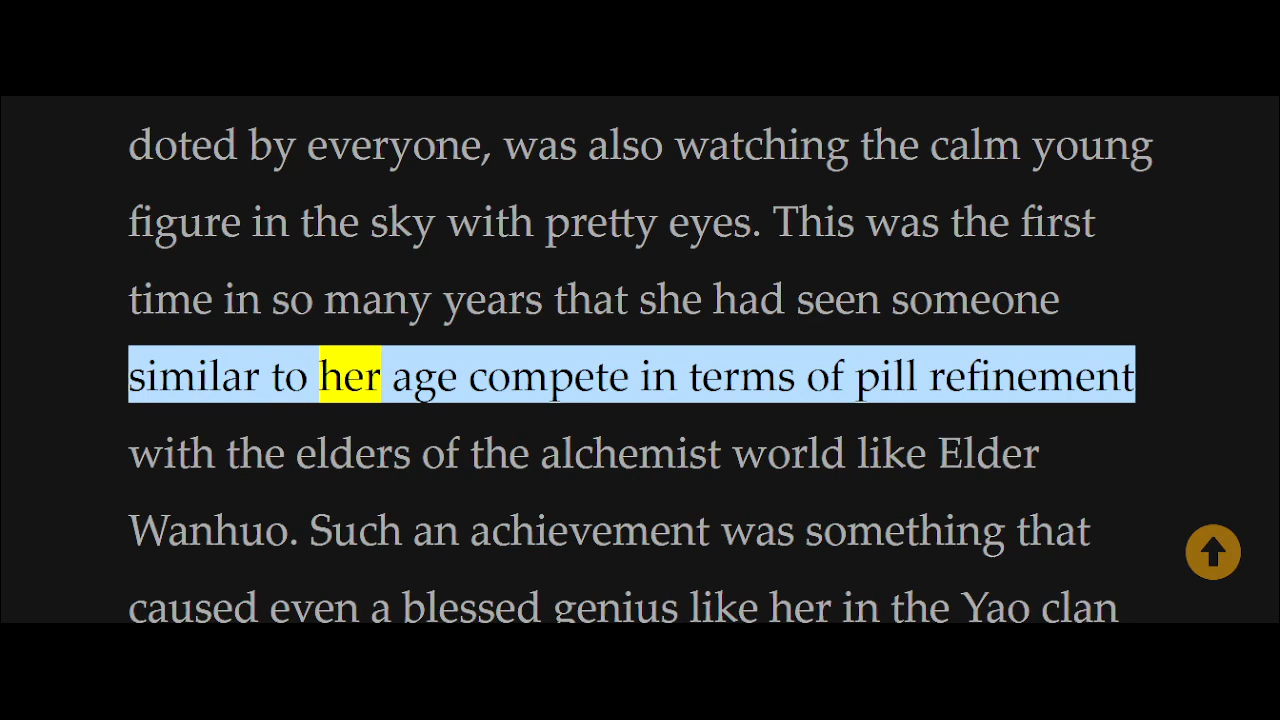 doted by everyone, was also watching the calm young
figure in the sky with pretty eyes. This was the first
time in so many years that she had seen someone
similar to her age compete in terms of pill refinement
with the elders of the alchemist world like Elder
Wanhuo. Such an achievement was something that
caused even a blessed genius like her in the Yao clan